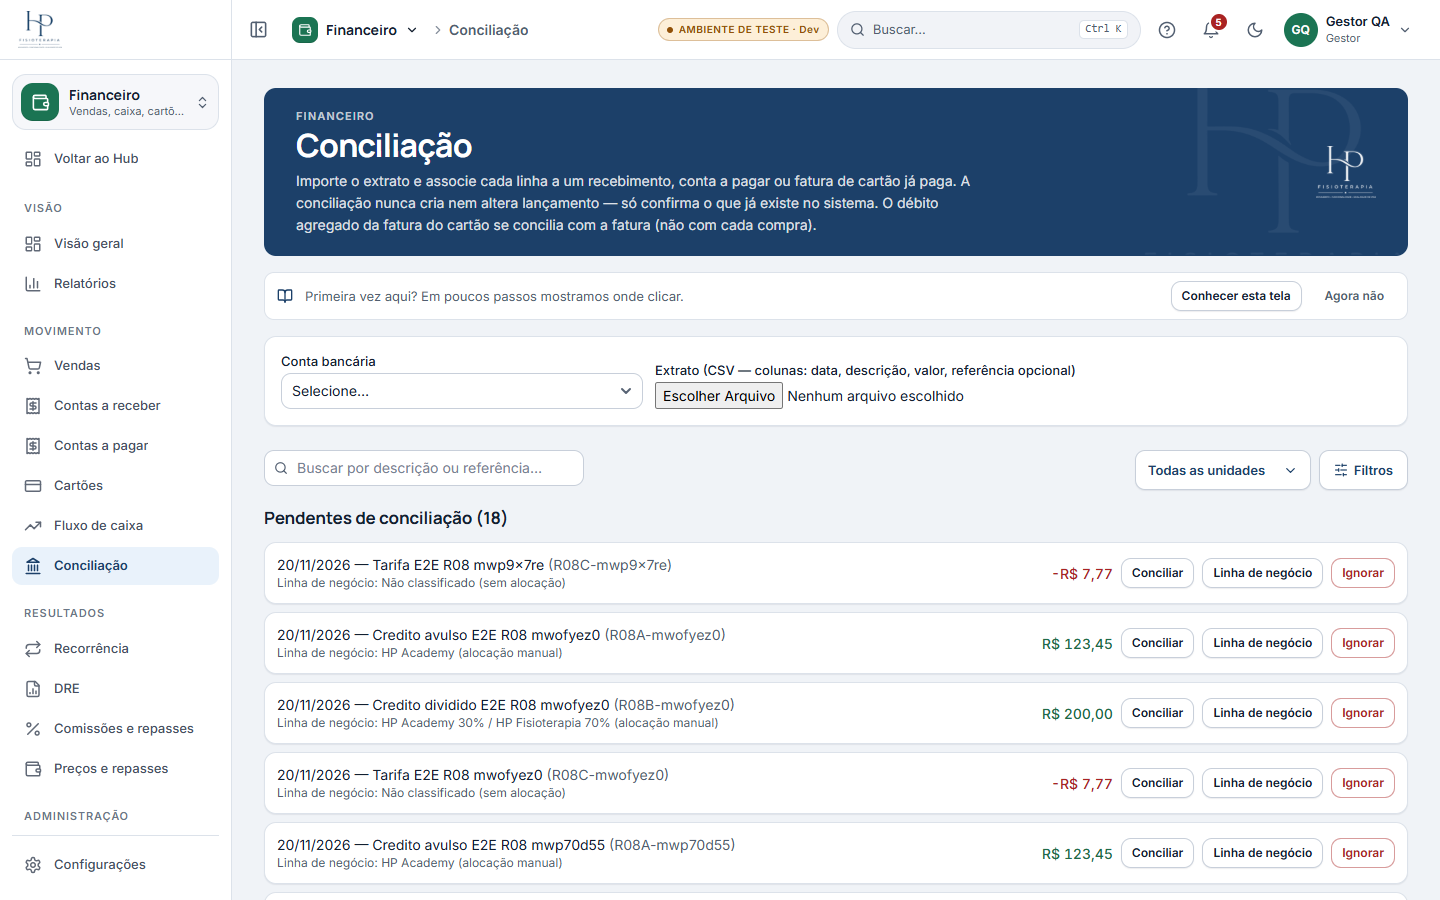 HP
FISIOTERAPIA
Financeiro
Conciliação
AMBIENTE DE TESTE · Dev
Buscar...
Ctrl K
5
GQ
Gestor QA
Gestor
Financeiro
Vendas, caixa, cartõ...
Voltar ao Hub
VISÃO
Visão geral
Relatórios
MOVIMENTO
Vendas
Contas a receber
Contas a pagar
Cartões
Fluxo de caixa
Conciliação
RESULTADOS
Recorrência
DRE
Comissões e repasses
Preços e repasses
ADMINISTRAÇÃO
Configurações
FINANCEIRO
Conciliação
Importe o extrato e associe cada linha a um recebimento, conta a pagar ou fatura de cartão já paga. A
conciliação nunca cria nem altera lançamento — só confirma o que já existe no sistema. O débito
agregado da fatura do cartão se concilia com a fatura (não com cada compra).
HP
FISIOTERAPIA
Primeira vez aqui? Em poucos passos mostramos onde clicar.
Conhecer esta tela
Agora não
Conta bancária
Selecione...
Extrato (CSV — colunas: data, descrição, valor, referência opcional)
Escolher Arquivo Nenhum arquivo escolhido
Buscar por descrição ou referência...
Todas as unidades
Filtros
Pendentes de conciliação (18)
20/11/2026 — Tarifa E2E R08 mwp9x7re (R08C-mwp9x7re)
Linha de negócio: Não classificado (sem alocação)
-R$ 7,77 Conciliar Linha de negócio Ignorar
20/11/2026 — Credito avulso E2E R08 mwofyez0 (R08A-mwofyez0)
Linha de negócio: HP Academy (alocação manual)
R$ 123,45 Conciliar Linha de negócio Ignorar
20/11/2026 — Credito dividido E2E R08 mwofyez0 (R08B-mwofyez0)
Linha de negócio: HP Academy 30% / HP Fisioterapia 70% (alocação manual)
R$ 200,00 Conciliar Linha de negócio Ignorar
20/11/2026 — Tarifa E2E R08 mwofyez0 (R08C-mwofyez0)
Linha de negócio: Não classificado (sem alocação)
-R$ 7,77 Conciliar Linha de negócio Ignorar
20/11/2026 — Credito avulso E2E R08 mwp70d55 (R08A-mwp70d55)
Linha de negócio: HP Academy (alocação manual)
R$ 123,45 Conciliar Linha de negócio Ignorar